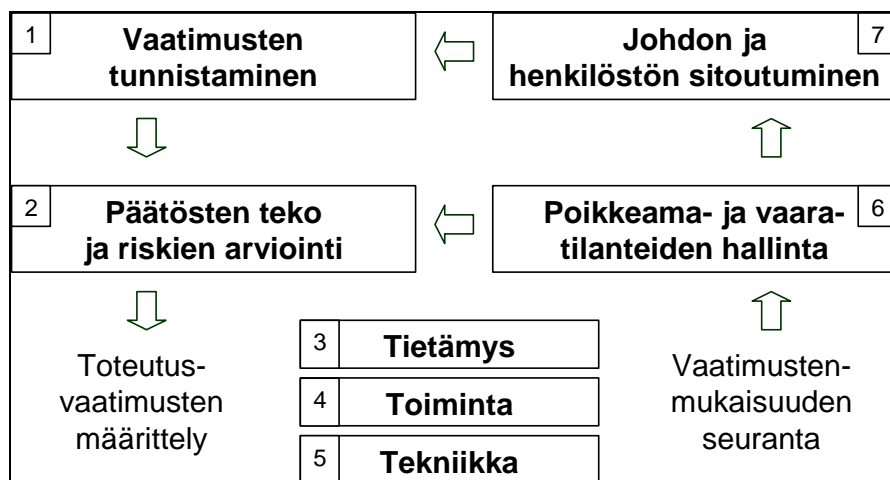 1
Vaatimusten
tunnistaminen
Johdon ja
henkilöstön sitoutuminen
7
2
Päätösten teko
ja riskien arviointi
Poikkeama- ja vaara-
tilanteiden hallinta
6
Toteutus-
vaatimusten
määrittely
3
Tietämys
4
Toiminta
5
Tekniikka
Vaatimusten-
mukaisuuden
seuranta